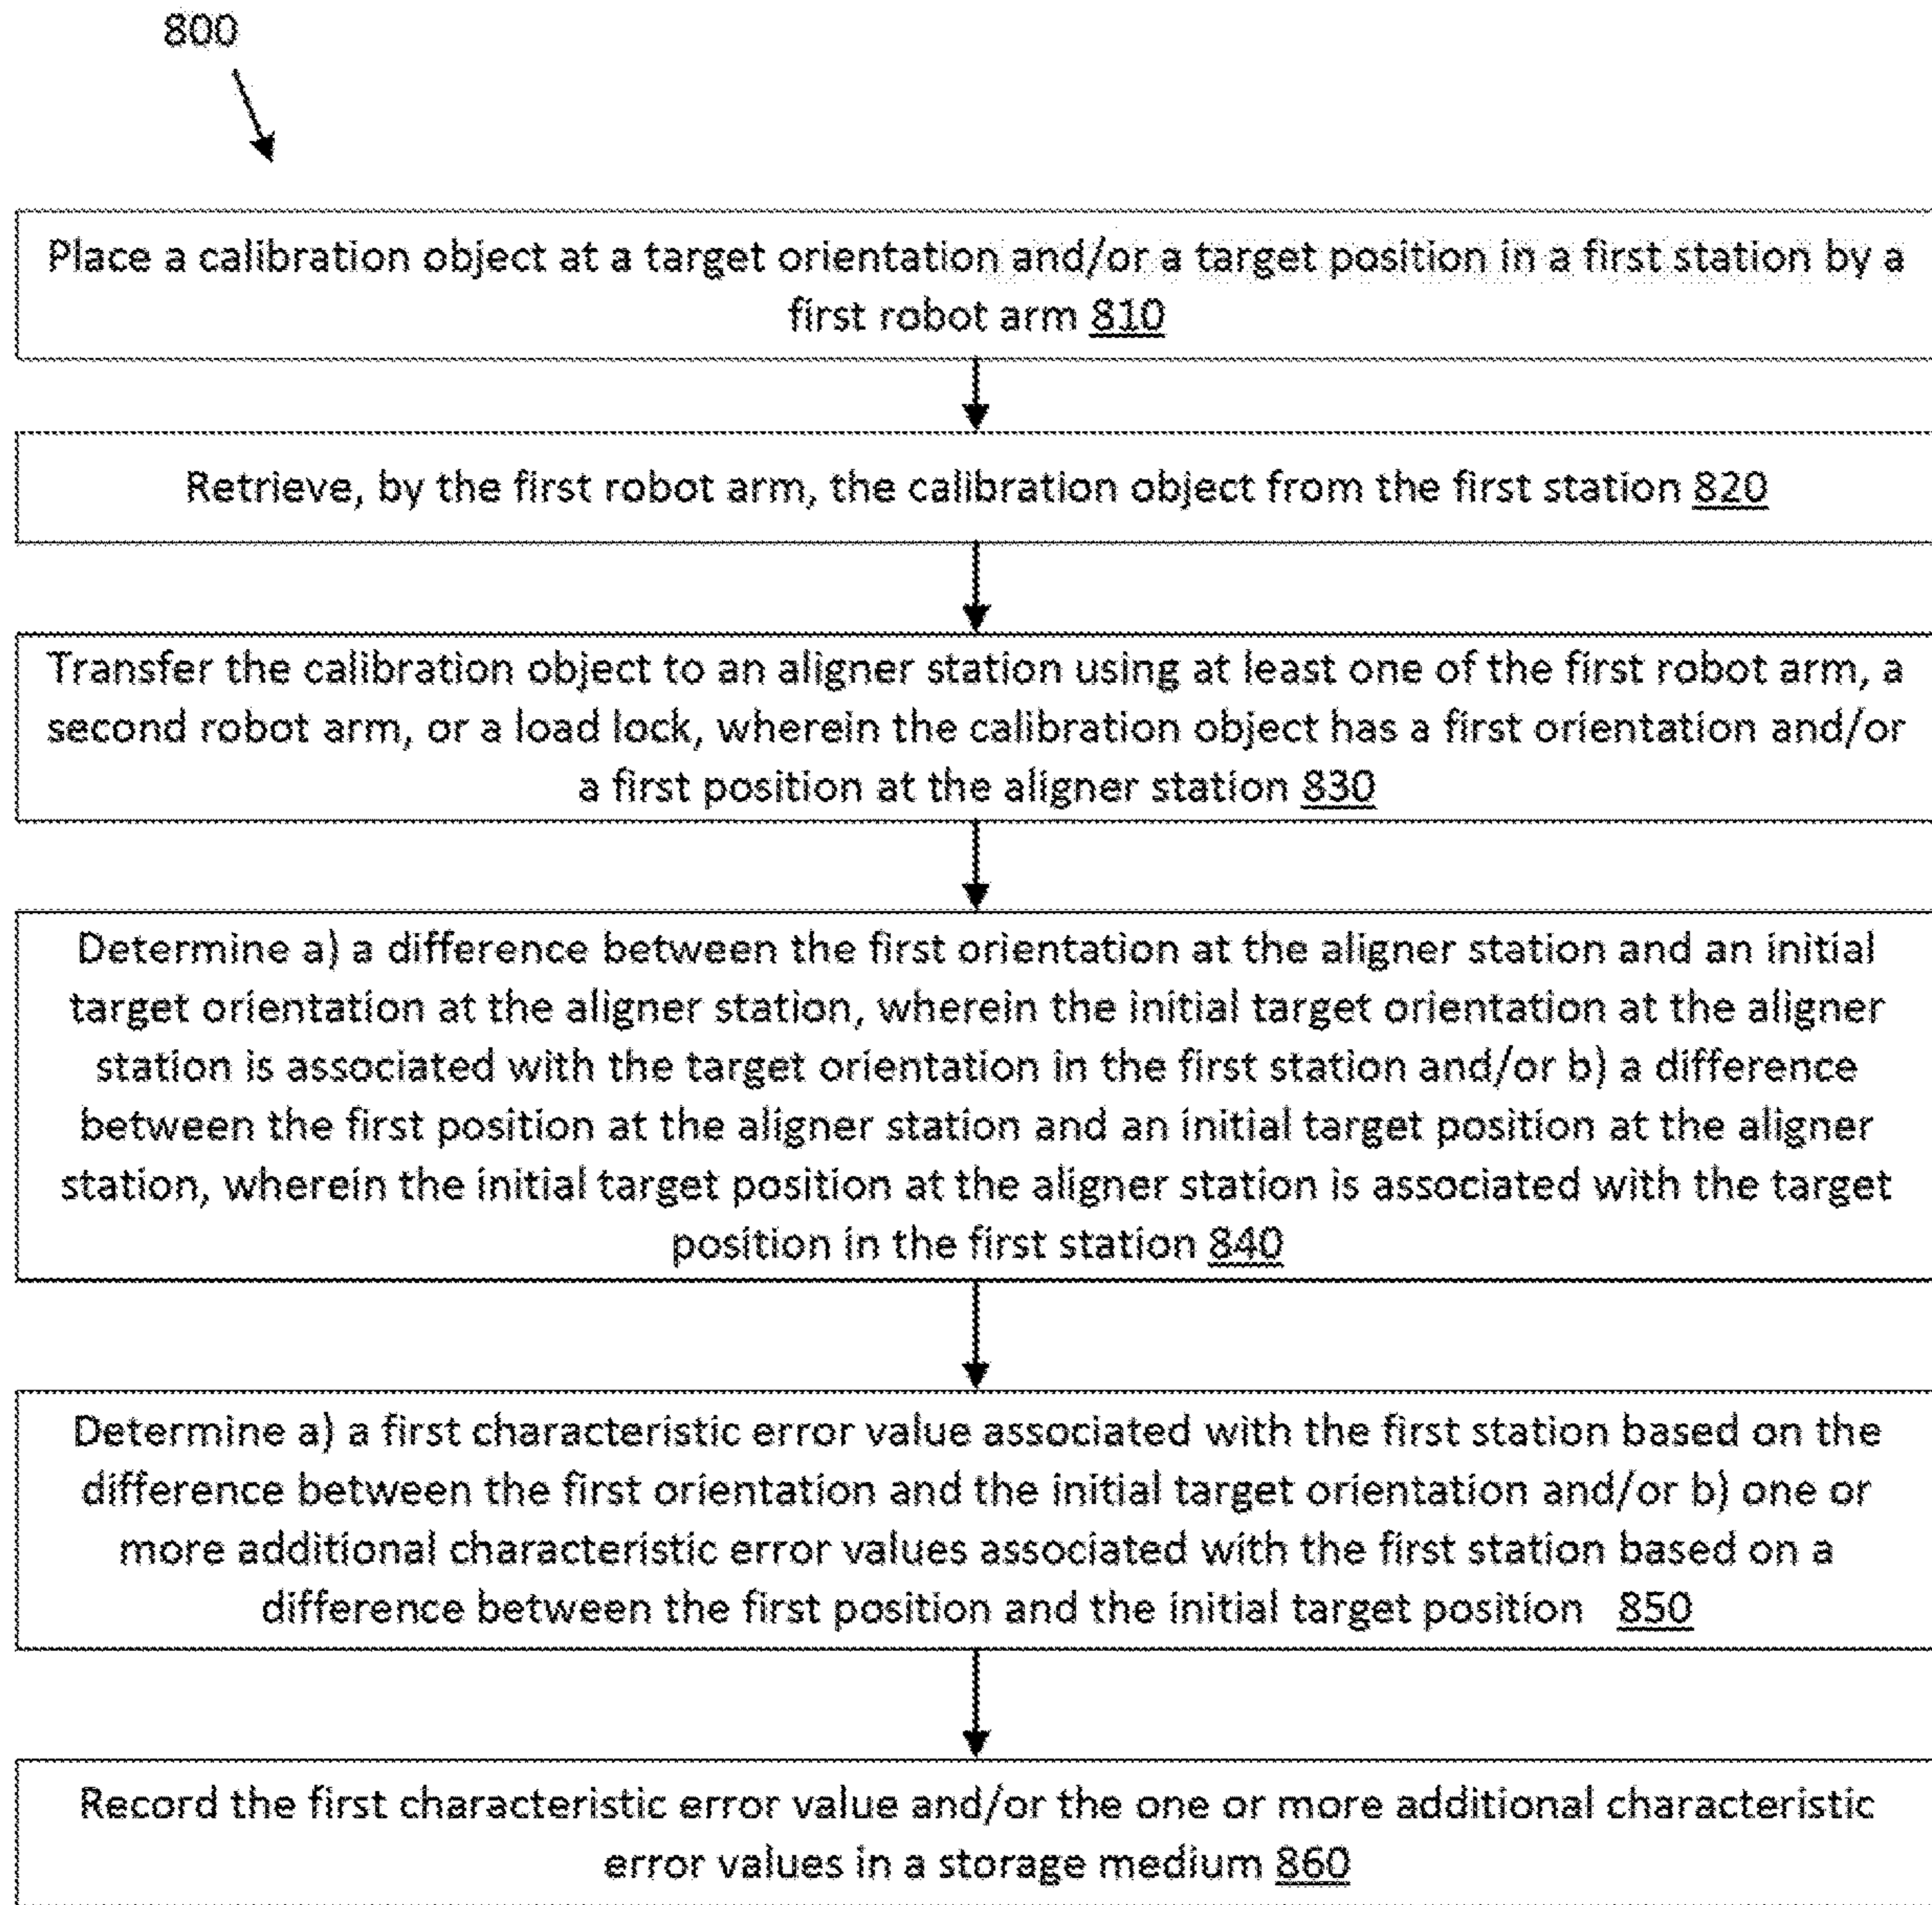 800
Place a calibration object at a target orientation and/or a target position in a first station by a
first robot arm 810
Retrieve, by the first robot arm, the calibration object from the first station 820
Transfer the calibration object to an aligner station using at least one of the first robot arm, a
second robot arm, or a load lock, wherein the calibration object has a first orientation and/or
a first position at the aligner station 830
Determine a) a difference between the first orientation at the aligner station and an initial
target orientation at the aligner station, wherein the initial target orientation at the aligner
station is associated with the target orientation in the first station and/or b) a difference
between the first position at the aligner station and an initial target position at the aligner
station, wherein the initial target position at the aligner station is associated with the target
position in the first station 840
Determine a) a first characteristic error value associated with the first station based on the
difference between the first orientation and the initial target orientation and/or b) one or
more additional characteristic error values associated with the first station based on a
difference between the first position and the initial target position 850
Record the first characteristic error value and/or the one or more additional characteristic
error values in a storage medium 860